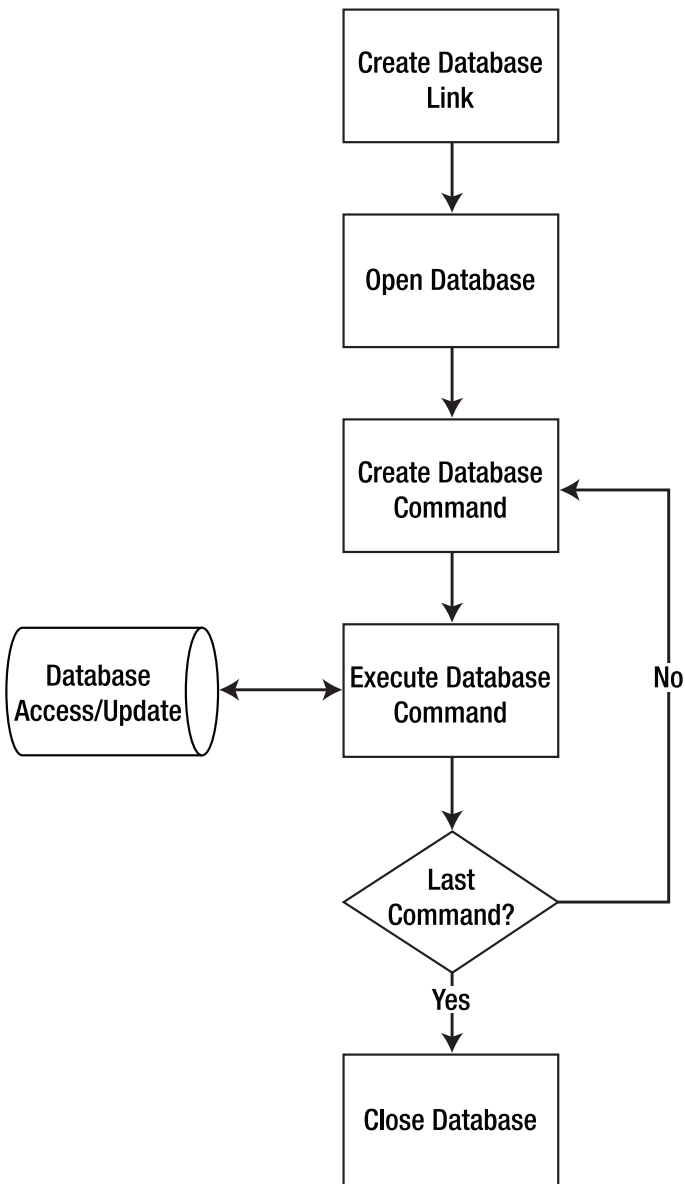 Create Database
Link
Open Database
Create Database
Command
Database
Access/Update
Execute Database
Command
No
Last
Command?
Yes
Close Database